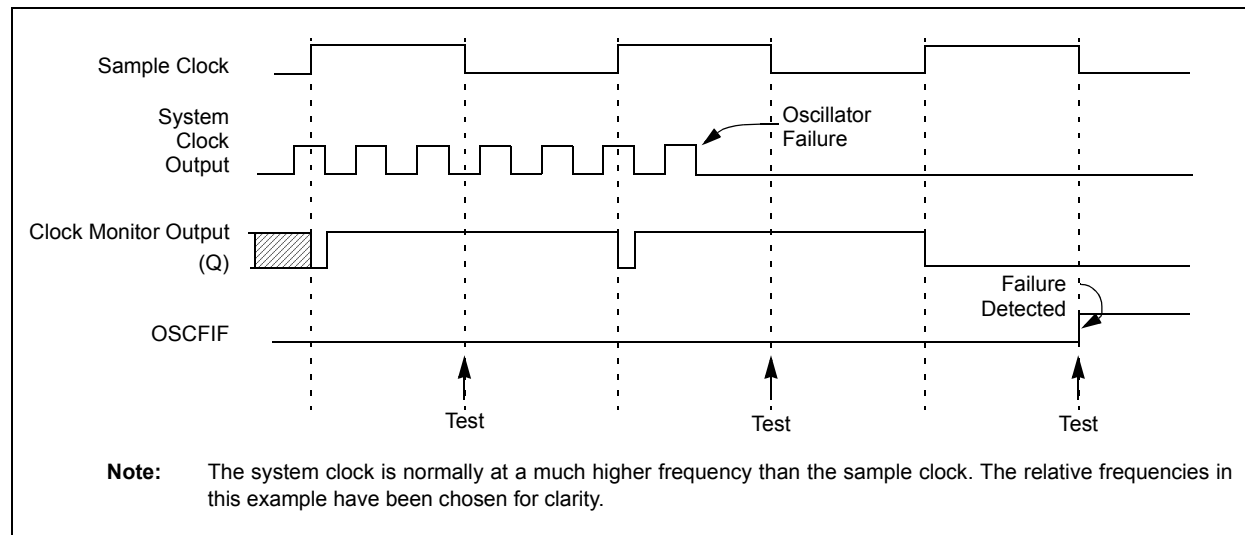 Sample Clock
System
Clock
Output
Oscillator
Failure
Clock Monitor Output
(Q)
Failure
Detected
OSCFIF
Test
Test
Test
Note: The system clock is normally at a much higher frequency than the sample clock. The relative frequencies in
this example have been chosen for clarity.